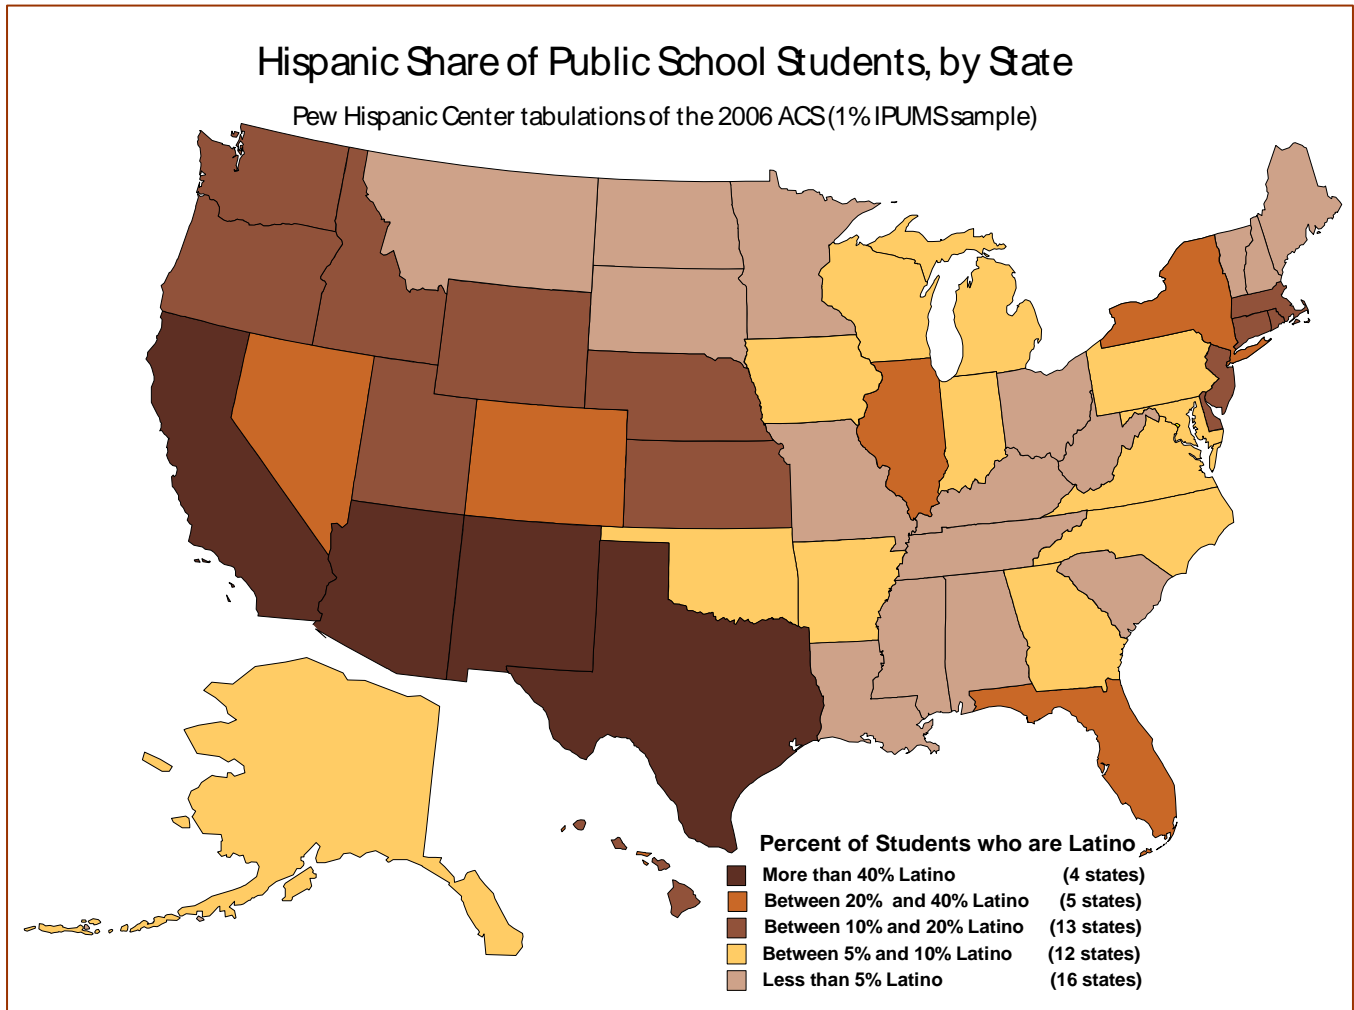 Hispanic Share of Public School Students, by State
Pew Hispanic Center tabulations of the 2006 ACS (1% IPUMS sample)
Percent of Students who are Latino
More than 40% Latino (4 states)
Between 20% and 40% Latino (5 states)
Between 10% and 20% Latino (13 states)
Between 5% and 10% Latino (12 states)
Less than 5% Latino (16 states)